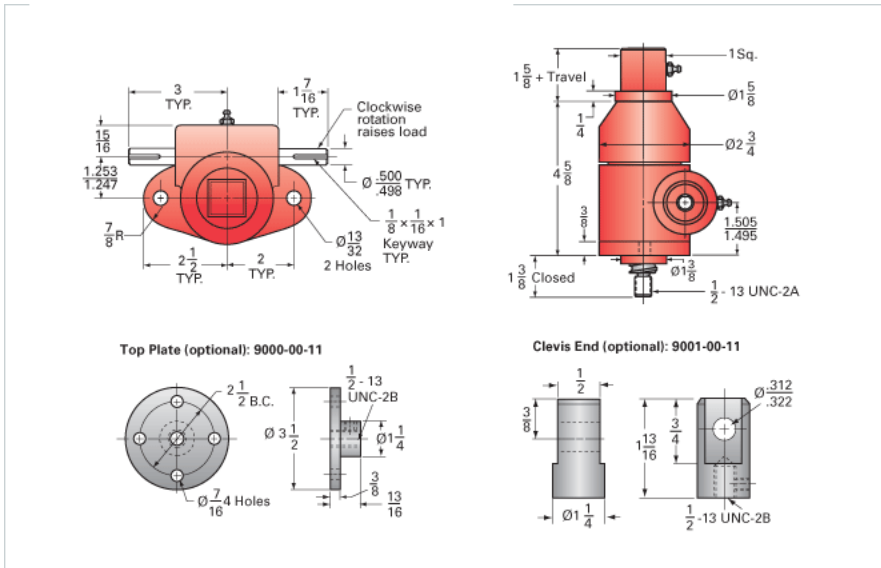 3
TYP.
1 7/16
TYP.
Clockwise
rotation
raises load
15/16
1.253
1.247
Ø .500/.498 TYP.
1/8 × 1/16 × 1
Keyway
TYP.
7/8 R
Ø 13/32
2 Holes
2 1/2
TYP.
2
TYP.
1 Sq.
1 5/8 + Travel
Ø1 5/8
1/4
Ø2 3/4
4 5/8
3/8
1.505
1.495
1 3/8 Closed
Ø1 3/8
1/2 - 13 UNC-2A
Top Plate (optional): 9000-00-11
2 1/2 B.C.
Ø 7/16 4 Holes
1/2 - 13
UNC-2B
Ø 3 1/2
Ø1 1/4
3/8
13/16
Clevis End (optional): 9001-00-11
1/2
3/8
Ø1 1/4
1 13/16
3/4
Ø .312/.322
1/2 -13 UNC-2B